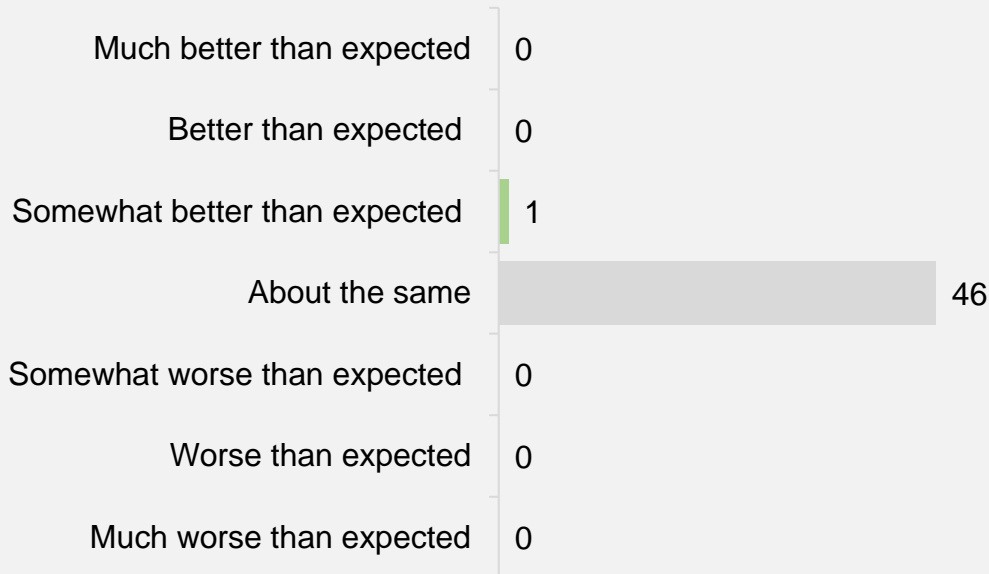 Much better than expected 0
Better than expected 0
Somewhat better than expected 1
About the same 46
Somewhat worse than expected 0
Worse than expected 0
Much worse than expected 0